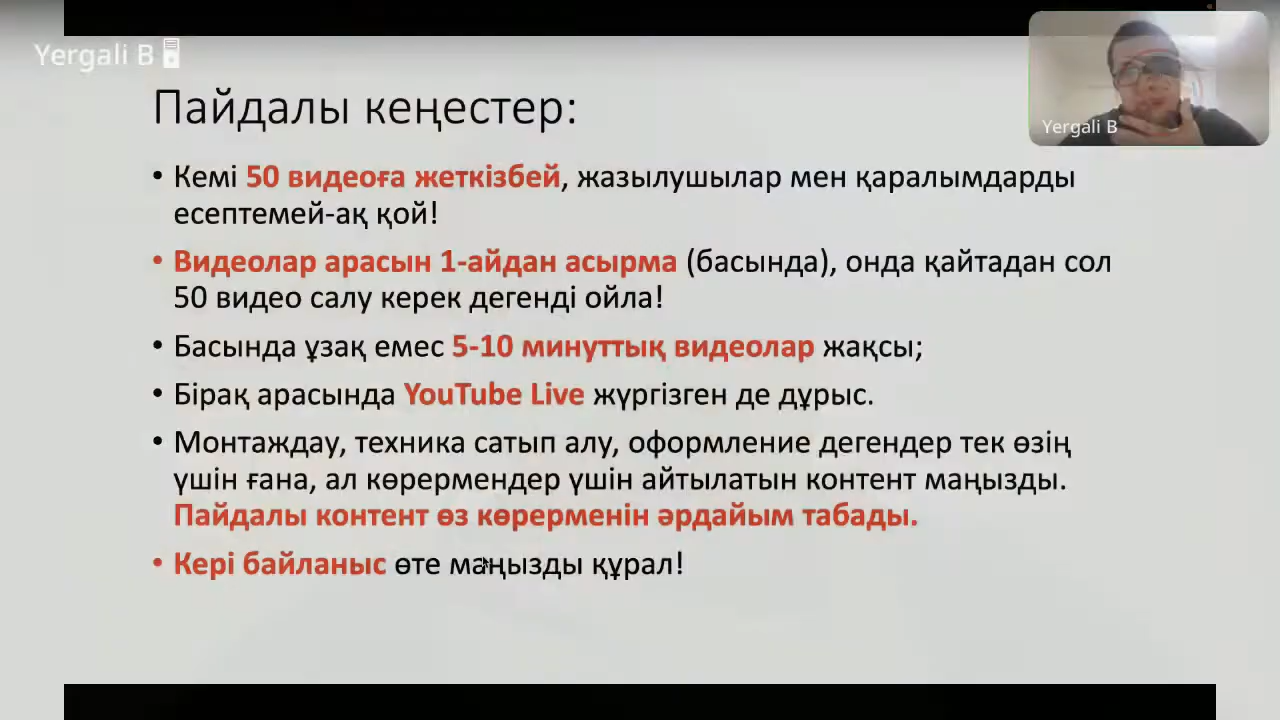 Yergali B
Yergali B
Пайдалы кеңестер:
• Кемі 50 видеоға жеткізбей, жазылушылар мен қаралымдарды
есептемей-ақ қой!
• Видеолар арасын 1-айдан асырма (басында), онда қайтадан сол
50 видео салу керек дегенді ойла!
• Басында ұзақ емес 5-10 минуттық видеолар жақсы;
• Бірақ арасында YouTube Live жүргізген де дұрыс.
• Монтаждау, техника сатып алу, оформление дегендер тек өзің
үшін ғана, ал көрермендер үшін айтылатын контент маңызды.
Пайдалы контент өз көрерменін әрдайым табады.
• Кері байланыс өте маңызды құрал!